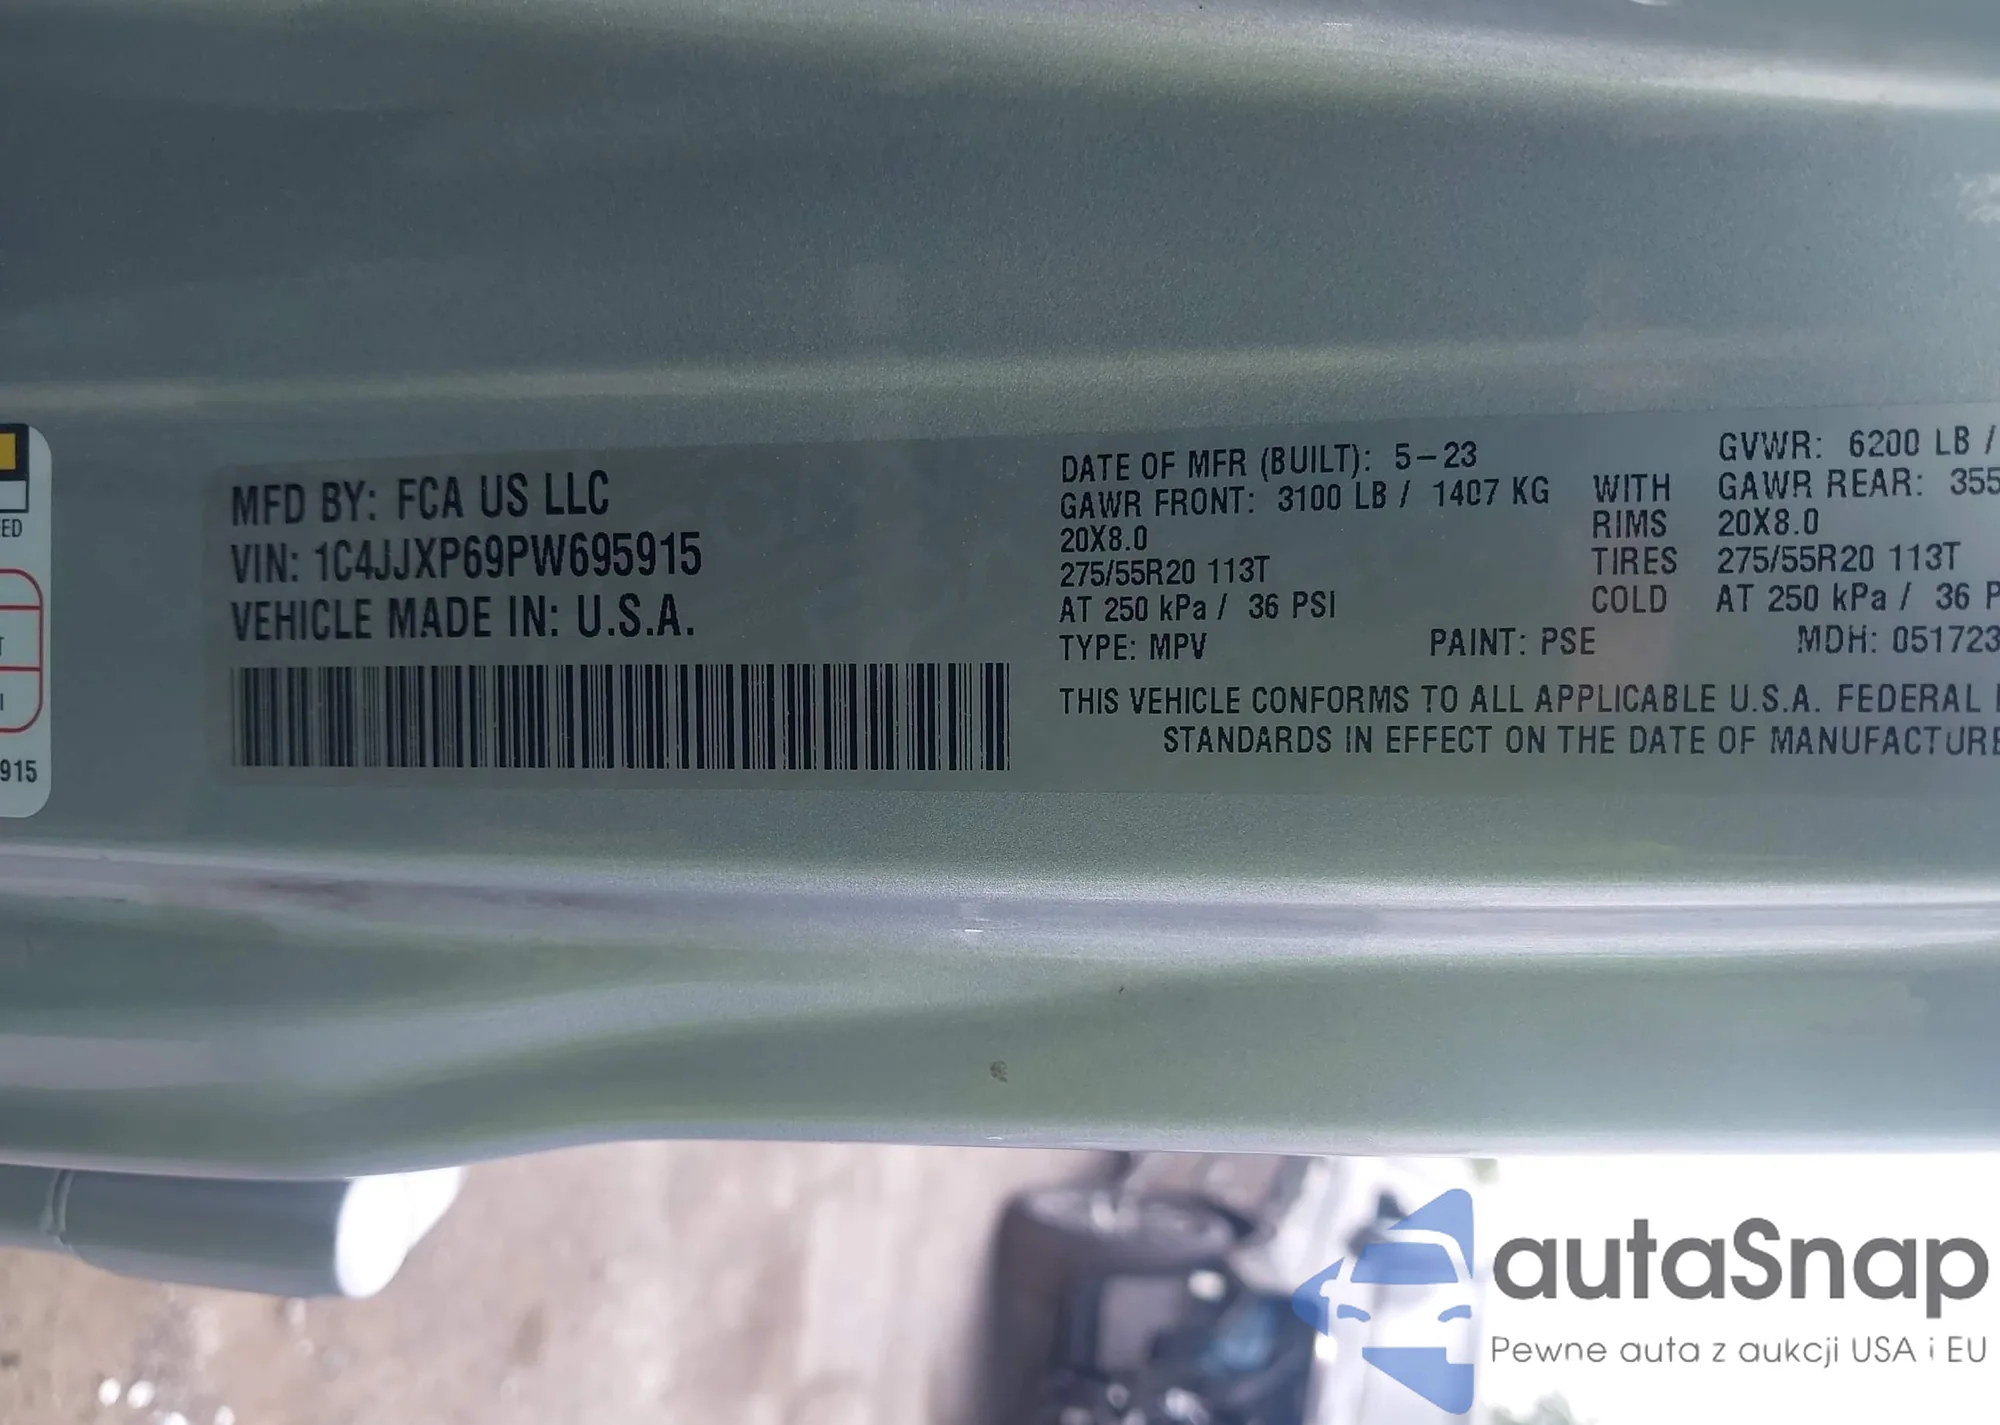 ED
T
I
915
MFD BY: FCA US LLC
VIN: 1C4JJXP69PW695915
VEHICLE MADE IN: U.S.A.
DATE OF MFR (BUILT): 5-23 GVWR: 6200 LB /
GAWR FRONT: 3100 LB / 1407 KG WITH GAWR REAR: 355
20X8.0 RIMS 20X8.0
275/55R20 113T TIRES 275/55R20 113T
AT 250 kPa / 36 PSI COLD AT 250 kPa / 36 P
TYPE: MPV PAINT: PSE MDH: 051723
THIS VEHICLE CONFORMS TO ALL APPLICABLE U.S.A. FEDERAL
STANDARDS IN EFFECT ON THE DATE OF MANUFACTURE
autaSnap
Pewne auta z aukcji USA i EU